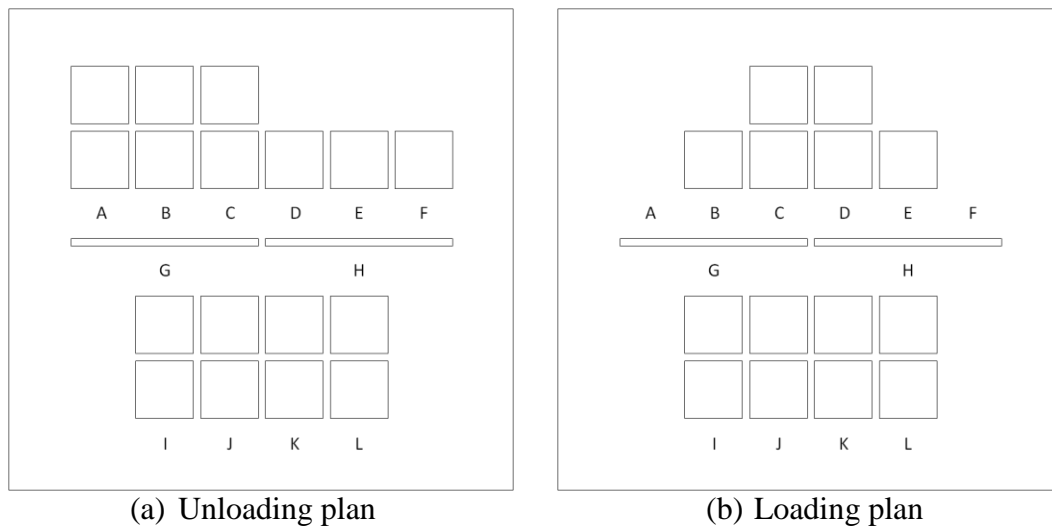 A B C D E F
G H
I J K L
(a) Unloading plan
A B C D E F
G H
I J K L
(b) Loading plan